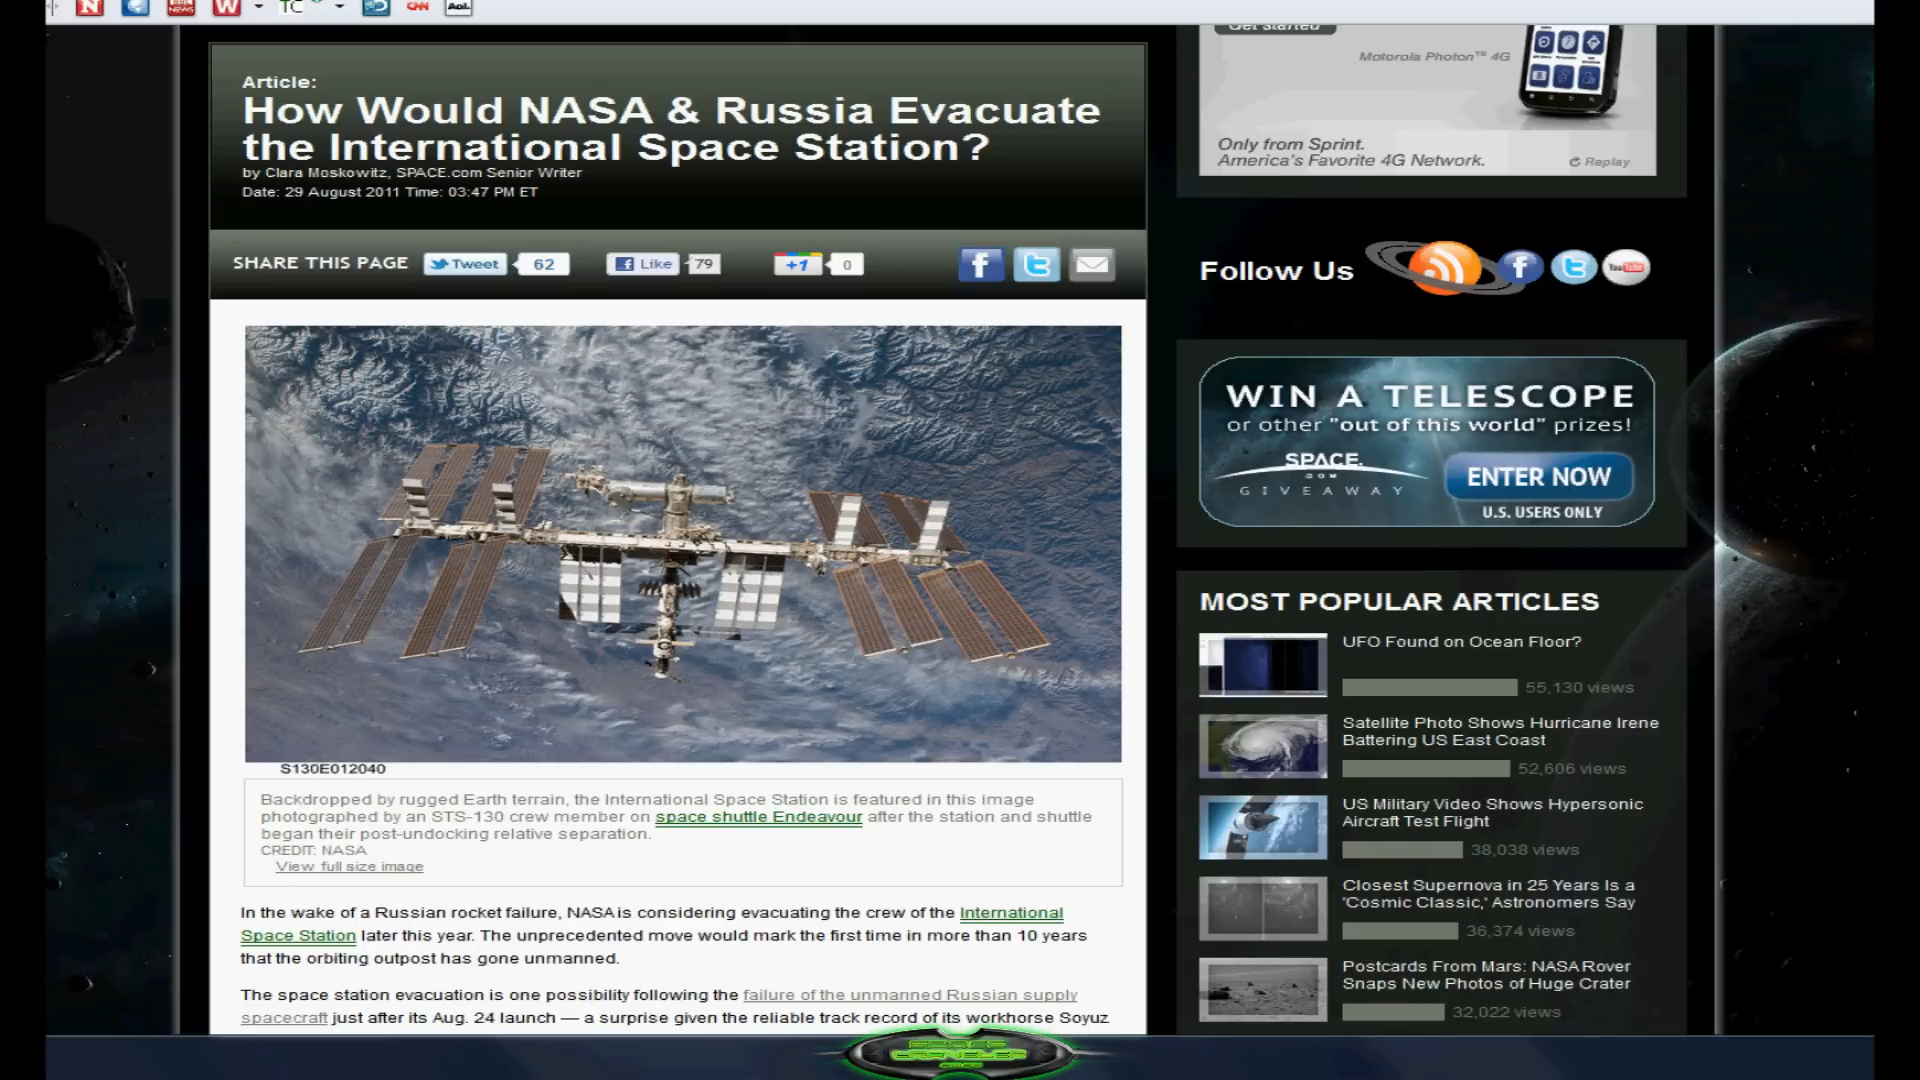 N
NEWS
W
TC
CNN
Aol.
Get started
Motorola Photon™ 4G
Only from Sprint.
America's Favorite 4G Network.
Replay
Article:
How Would NASA & Russia Evacuate
the International Space Station?
by Clara Moskowitz, SPACE.com Senior Writer
Date: 29 August 2011 Time: 03:47 PM ET
SHARE THIS PAGE
Tweet 62
Like 79
+1 0
Follow Us
YouTube
WIN A TELESCOPE
or other "out of this world" prizes!
SPACE.
COM
GIVEAWAY
ENTER NOW
U.S. USERS ONLY
S130E012040
Backdropped by rugged Earth terrain, the International Space Station is featured in this image
photographed by an STS-130 crew member on space shuttle Endeavour after the station and shuttle
began their post-undocking relative separation.
CREDIT: NASA
View full size image
In the wake of a Russian rocket failure, NASA is considering evacuating the crew of the International
Space Station later this year. The unprecedented move would mark the first time in more than 10 years
that the orbiting outpost has gone unmanned.
The space station evacuation is one possibility following the failure of the unmanned Russian supply
spacecraft just after its Aug. 24 launch — a surprise given the reliable track record of its workhorse Soyuz
MOST POPULAR ARTICLES
UFO Found on Ocean Floor?
55,130 views
Satellite Photo Shows Hurricane Irene
Battering US East Coast
52,606 views
US Military Video Shows Hypersonic
Aircraft Test Flight
38,038 views
Closest Supernova in 25 Years Is a
'Cosmic Classic,' Astronomers Say
36,374 views
Postcards From Mars: NASA Rover
Snaps New Photos of Huge Crater
32,022 views